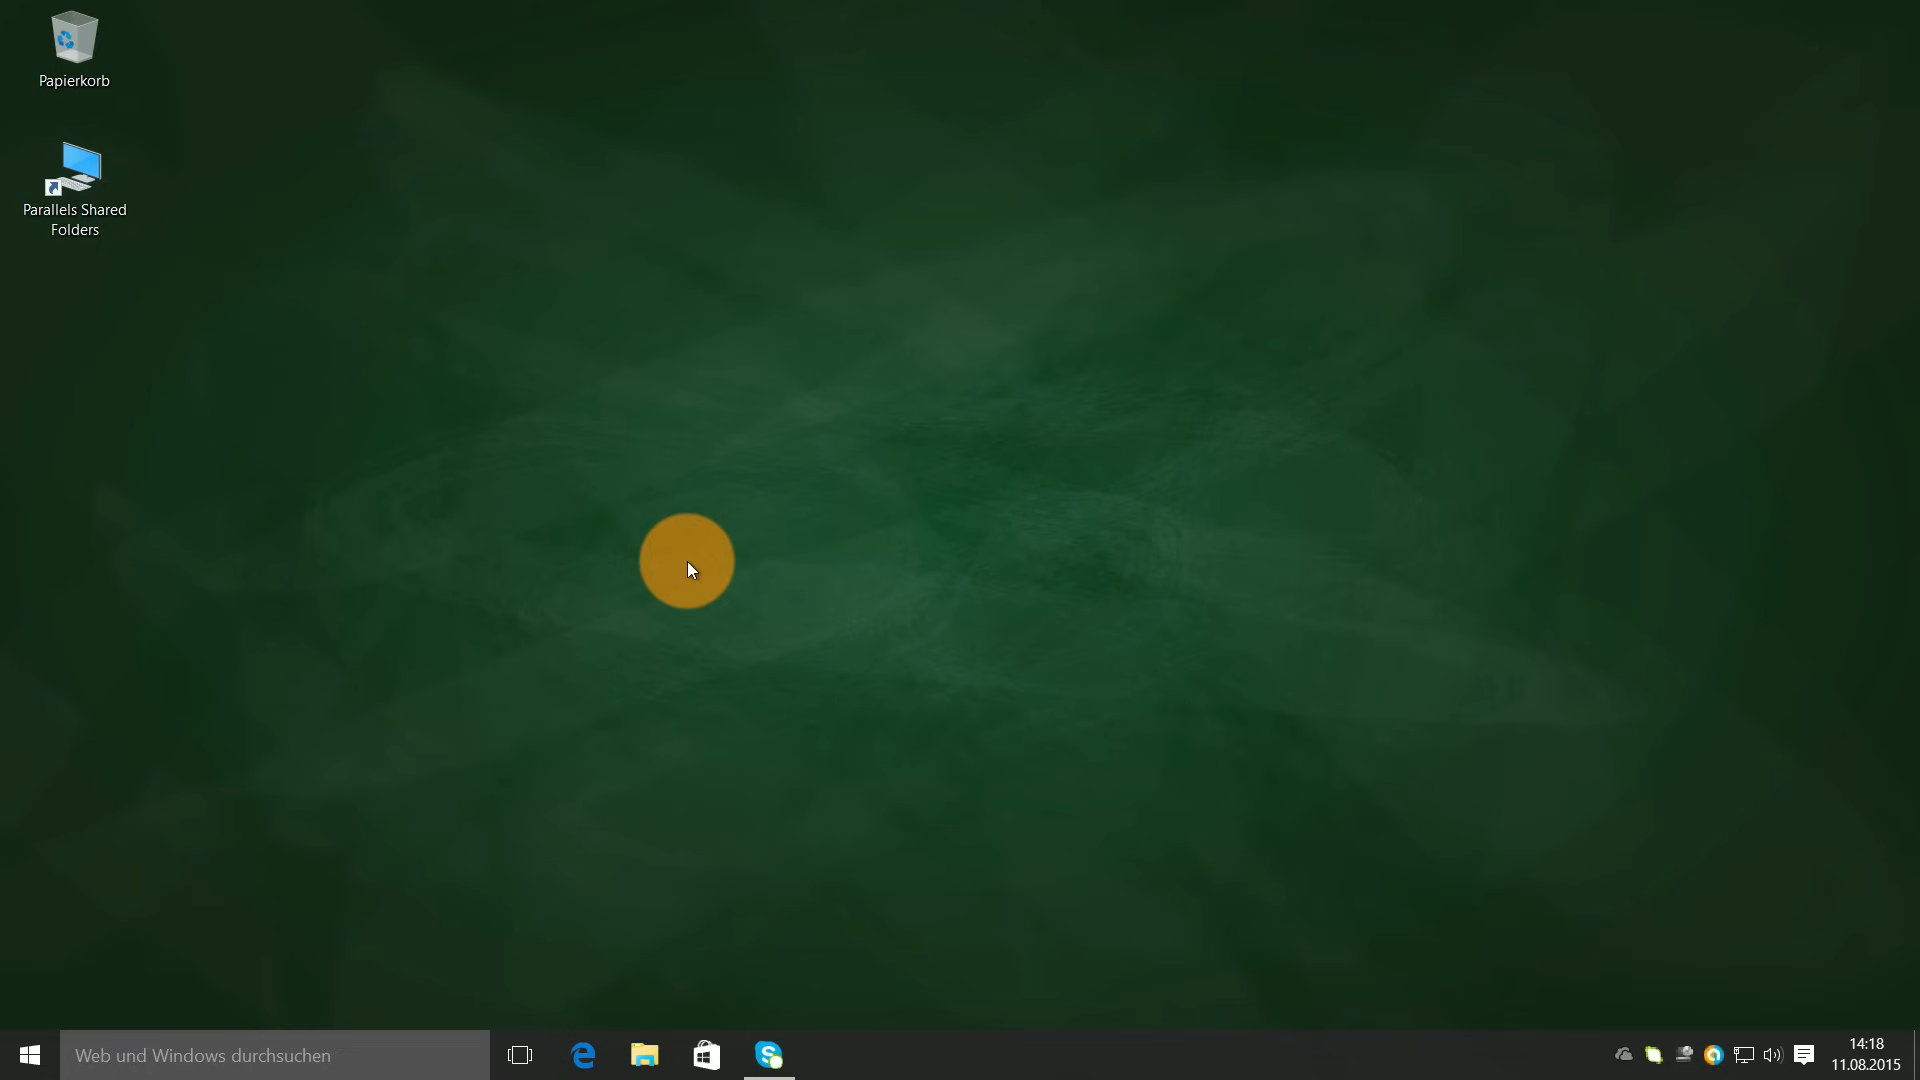 Papierkorb
Parallels Shared
Folders
Web und Windows durchsuchen
14:18
11.08.2015